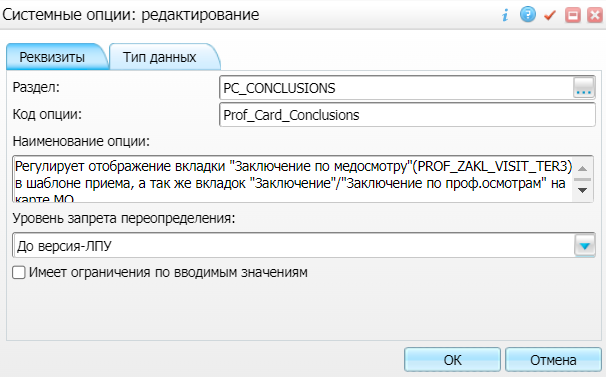 Системные опции: редактирование
Реквизиты Тип данных
Раздел: PC_CONCLUSIONS
Код опции: Prof_Card_Conclusions
Наименование опции:
Регулирует отображение вкладки "Заключение по медосмотру"(PROF_ZAKL_VISIT_TER3)
в шаблоне приема, а так же вкладок "Заключение"/"Заключение по проф.осмотрам" на
карте МО
Уровень запрета переопределения:
До версия-ЛПУ
Имеет ограничения по вводимым значениям
ОК Отмена